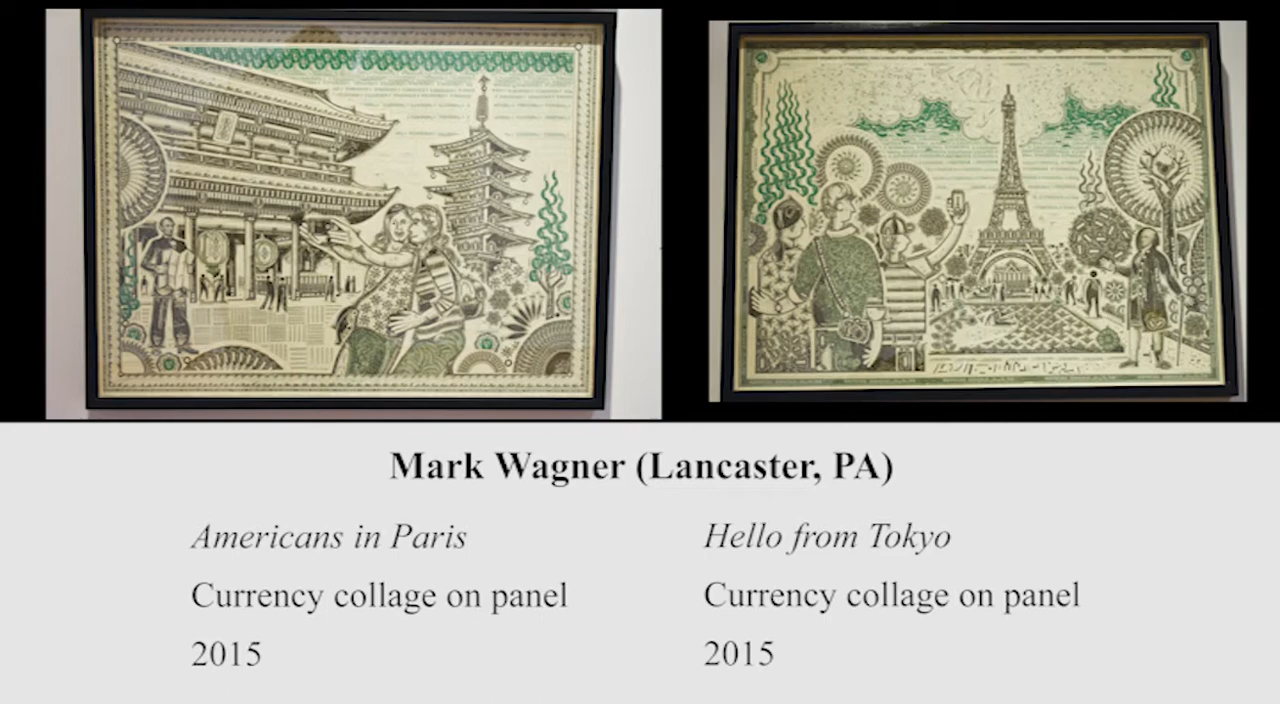 Mark Wagner (Lancaster, PA)
Americans in Paris
Hello from Tokyo
Currency collage on panel
Currency collage on panel
2015
2015